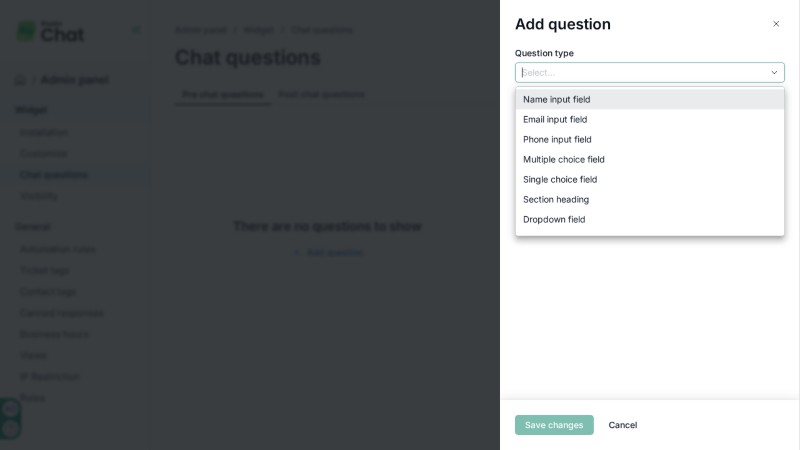 Chat
Admin panel / Widget / Chat questions
Chat questions
/ Admin panel
Pre chat questions Post chat questions
Widget
Installation
Customize
Chat questions
Visibility
General
Automation rules
Ticket tags
Contact tags
Canned responses
Business hours
Views
IP Restriction
Roles
There are no questions to show
+ Add question
Add question
Question type
Select...
Name input field
Email input field
Phone input field
Multiple choice field
Single choice field
Section heading
Dropdown field
Save changes Cancel